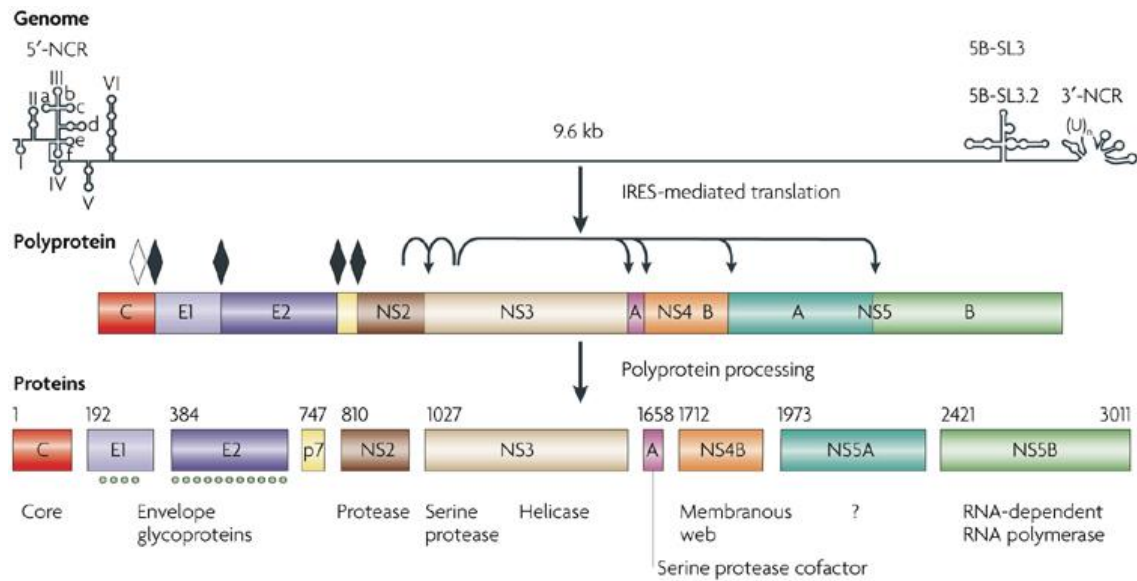 Genome
5′-NCR
5B-SL3
III
VI
II
a
b
c
5B-SL3.2
3′-NCR
d
(U)n
9.6 kb
e
f
I
IV
V
IRES-mediated translation
Polyprotein
C E1 E2 NS2 NS3 A NS4 B A NS5 B
Polyprotein processing
Proteins
1 192 384 747 810 1027 1658 1712 1973 2421 3011
C E1 E2 p7 NS2 NS3 A NS4B NS5A NS5B
Core Envelope Protease Serine Helicase Membranous ? RNA-dependent
glycoproteins protease web RNA polymerase
Serine protease cofactor